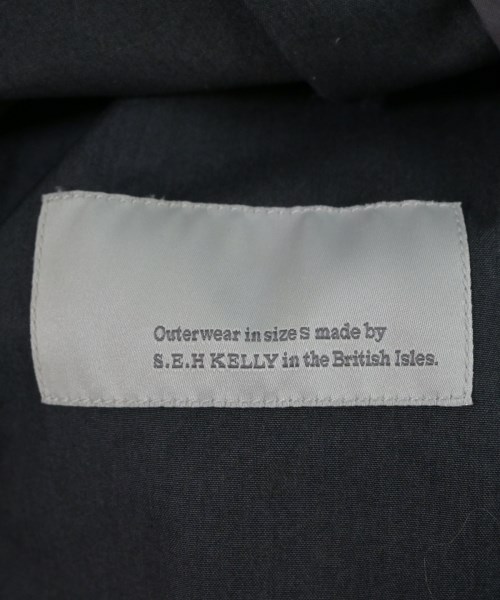 Outerwear in size S made by
S.E.H KELLY in the British Isles.